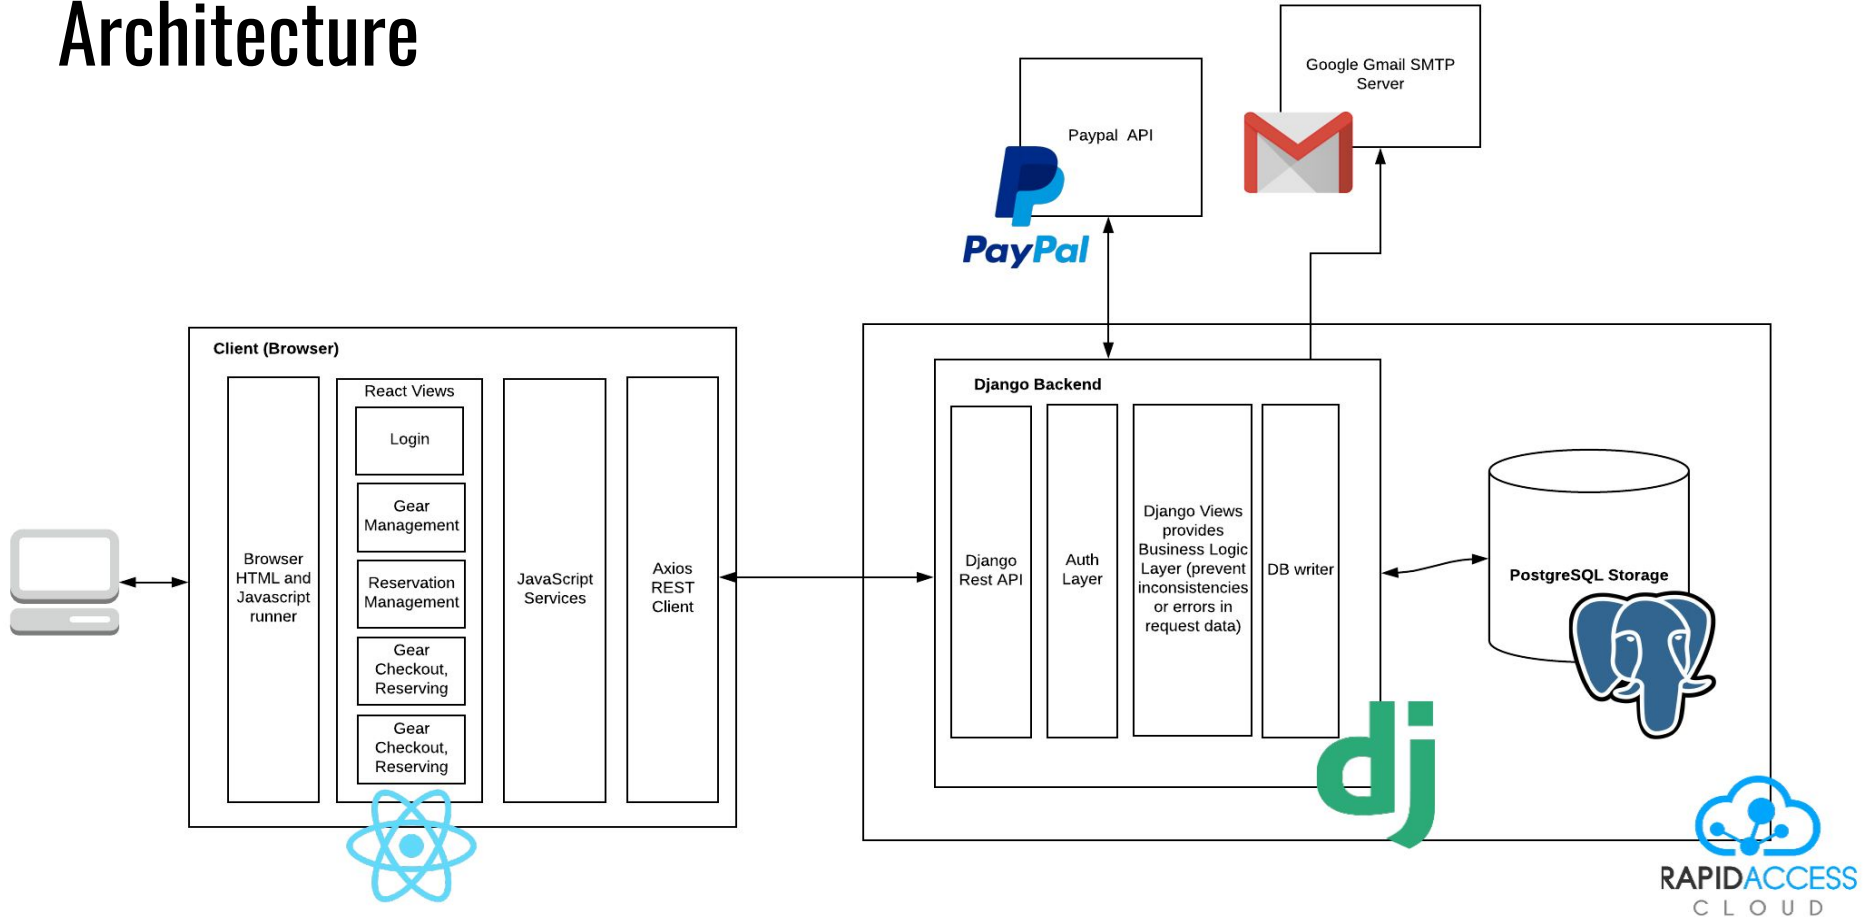 Architecture
Google Gmail SMTP
Server
Paypal API
PayPal
Client (Browser)
Browser
HTML and
Javascript
runner
React Views
Login
Gear
Management
Reservation
Management
Gear
Checkout,
Reserving
Gear
Checkout,
Reserving
JavaScript
Services
Axios
REST
Client
Django Backend
Django
Rest API
Auth
Layer
Django Views
provides
Business Logic
Layer (prevent
inconsistencies
or errors in
request data)
DB writer
dj
PostgreSQL Storage
RAPIDACCESS
CLOUD